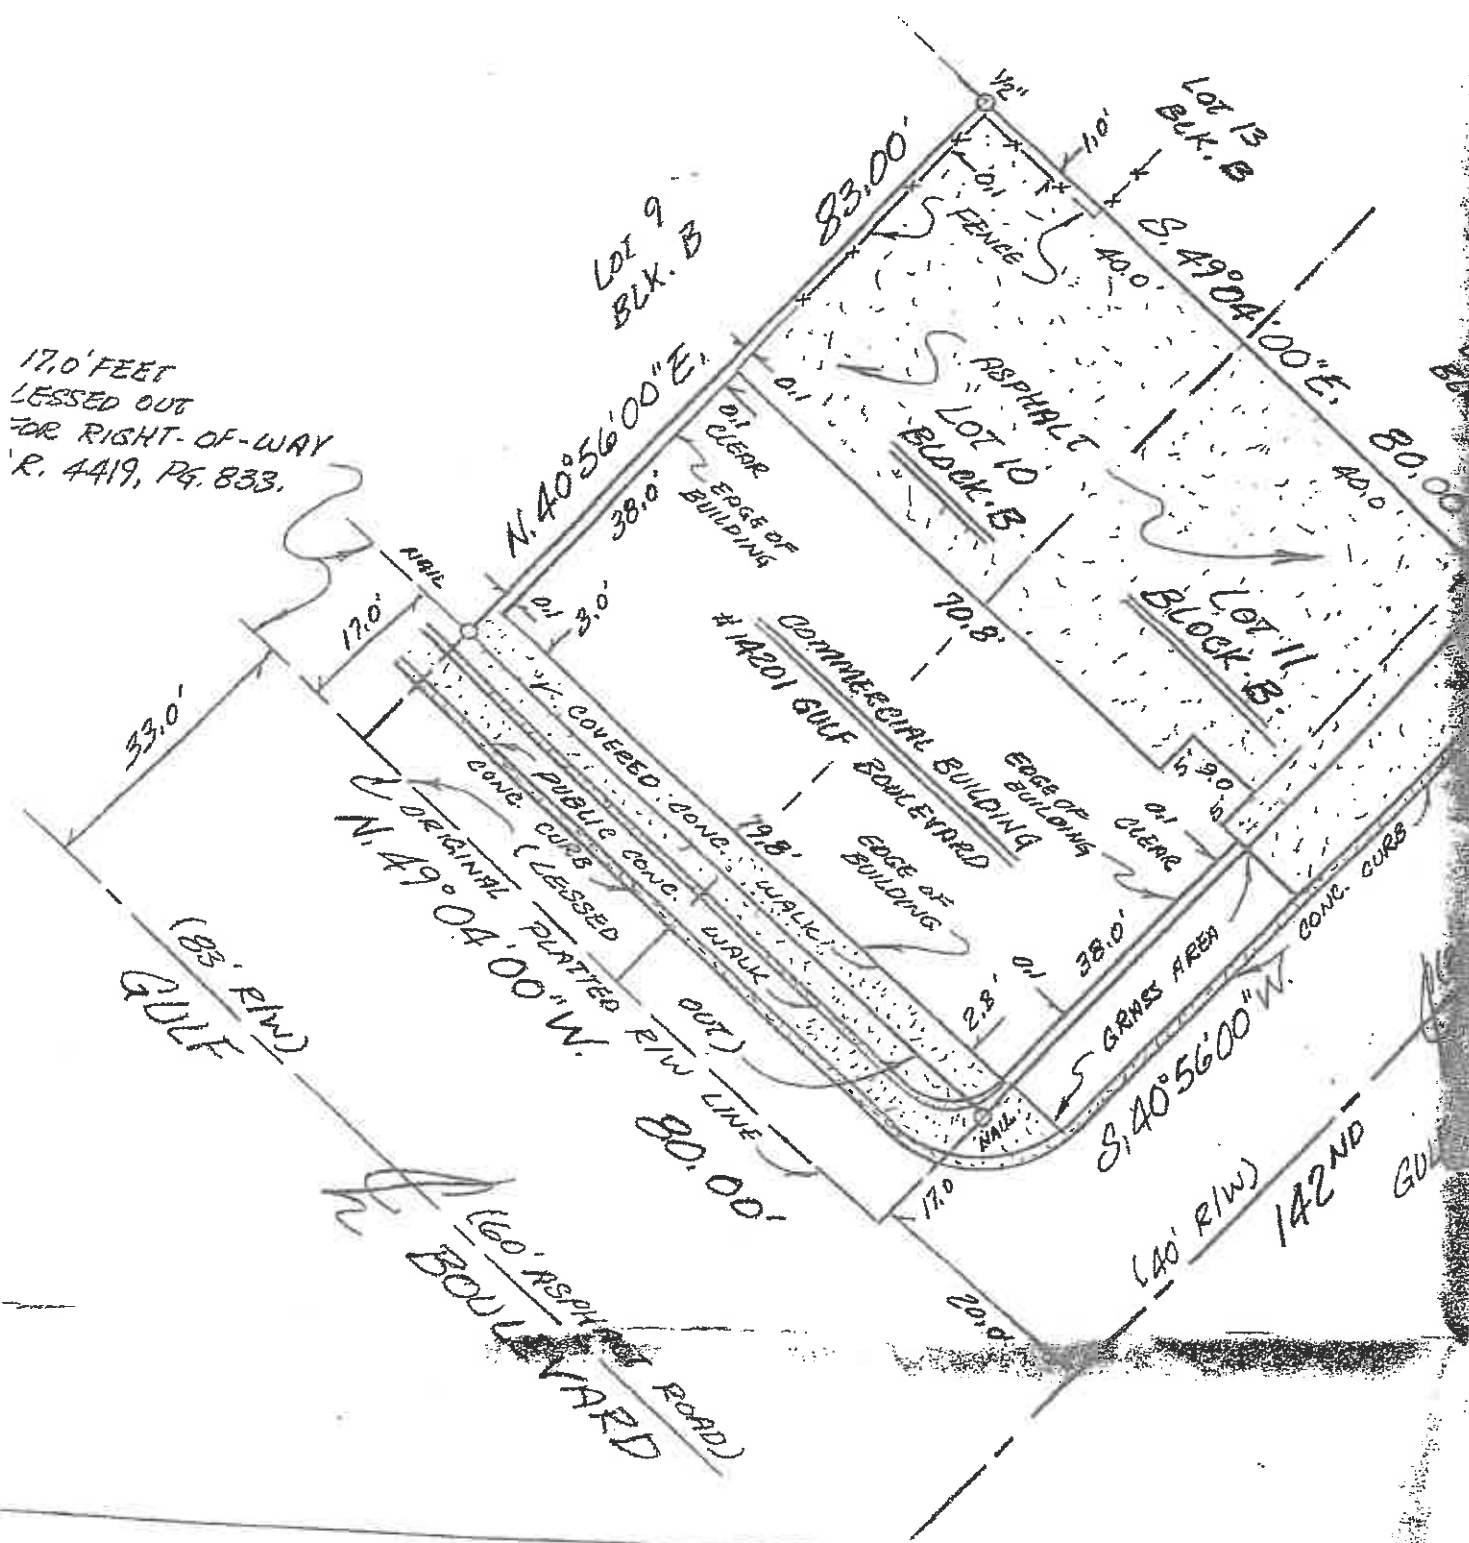 1/2"
1.0'
LOT 13
BLK. B
83.00'
0.1
FENCE
LOT 9
BLK. B
40.0'
S. 49°04'00"E.
80.00
40.0
17.0' FEET
LESSED OUT
FOR RIGHT-OF-WAY
R. 4419, PG. 833.
N. 40°56'00"E.
0.1
0.1
CLEAR
38.0'
EDGE OF
BUILDING
ASPHALT
LOT 10
BLOCK. B.
LOT 11
BLOCK. B.
NAIL
17.0'
0.1
3.0'
70.8'
COMMERCIAL BUILDING
#14201 GULF BOULEVARD
33.0'
COVERED CONC. WALK
79.8'
EDGE OF
BUILDING
EDGE OF
BUILDING
9.0
5
5
0.1
CLEAR
PUBLIC CONC. WALK
CONC. CURB
(LESSED
OUT)
ORIGINAL PLATTED R/W LINE
N. 49°04'00"W.
80.00'
38.0'
0.1
2.8'
GRASS AREA
CONC. CURB
S. 40°56'00"W.
NAIL
17.0
20.0'
(83' R/W)
GULF
(60' ASPHALT ROAD)
BOULEVARD
(40' R/W)
142ND